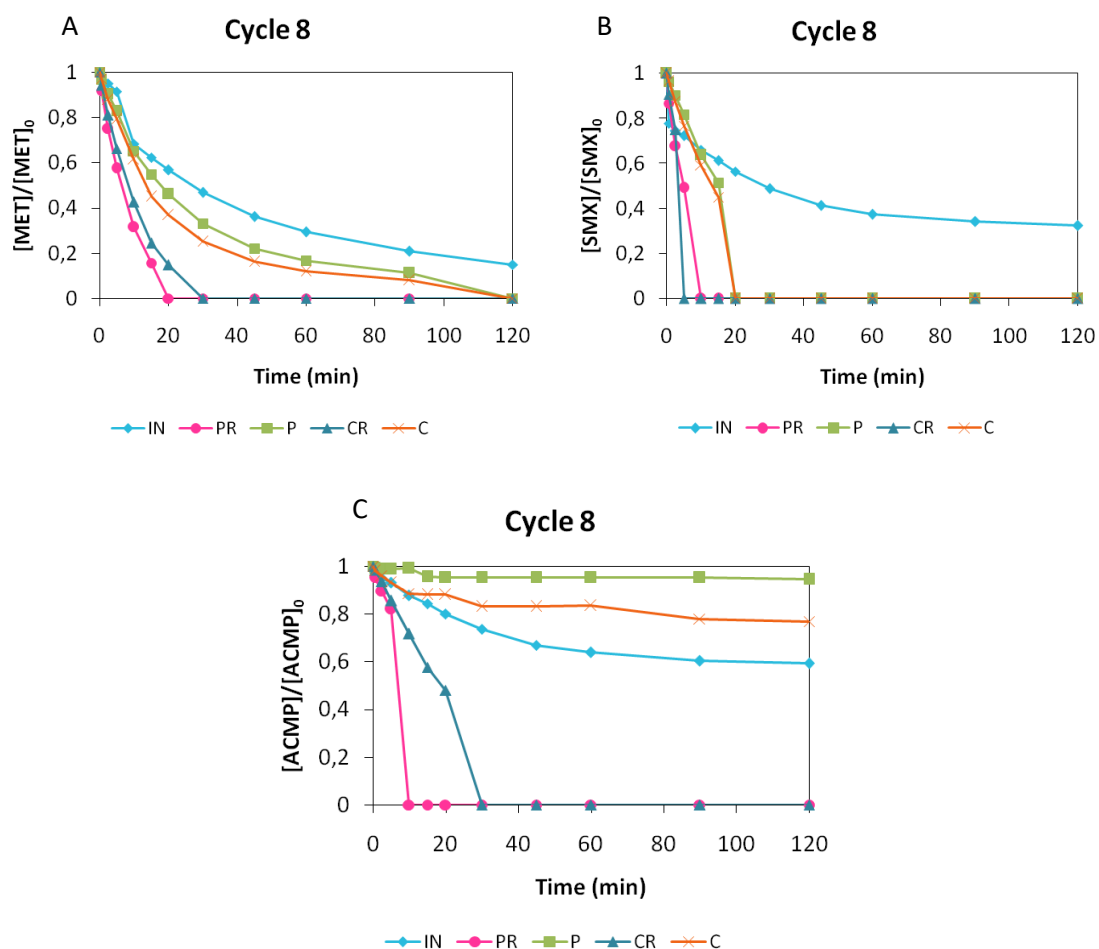 A
Cycle 8
[MET]/[MET]0
1
0,8
0,6
0,4
0,2
0
0 20 40 60 80 100 120
Time (min)
IN PR P CR C
B
Cycle 8
[SMX]/[SMX]0
1
0,8
0,6
0,4
0,2
0
0 20 40 60 80 100 120
Time (min)
IN PR P CR C
C
Cycle 8
[ACMP]/[ACMP]0
1
0,8
0,6
0,4
0,2
0
0 20 40 60 80 100 120
Time (min)
IN PR P CR C